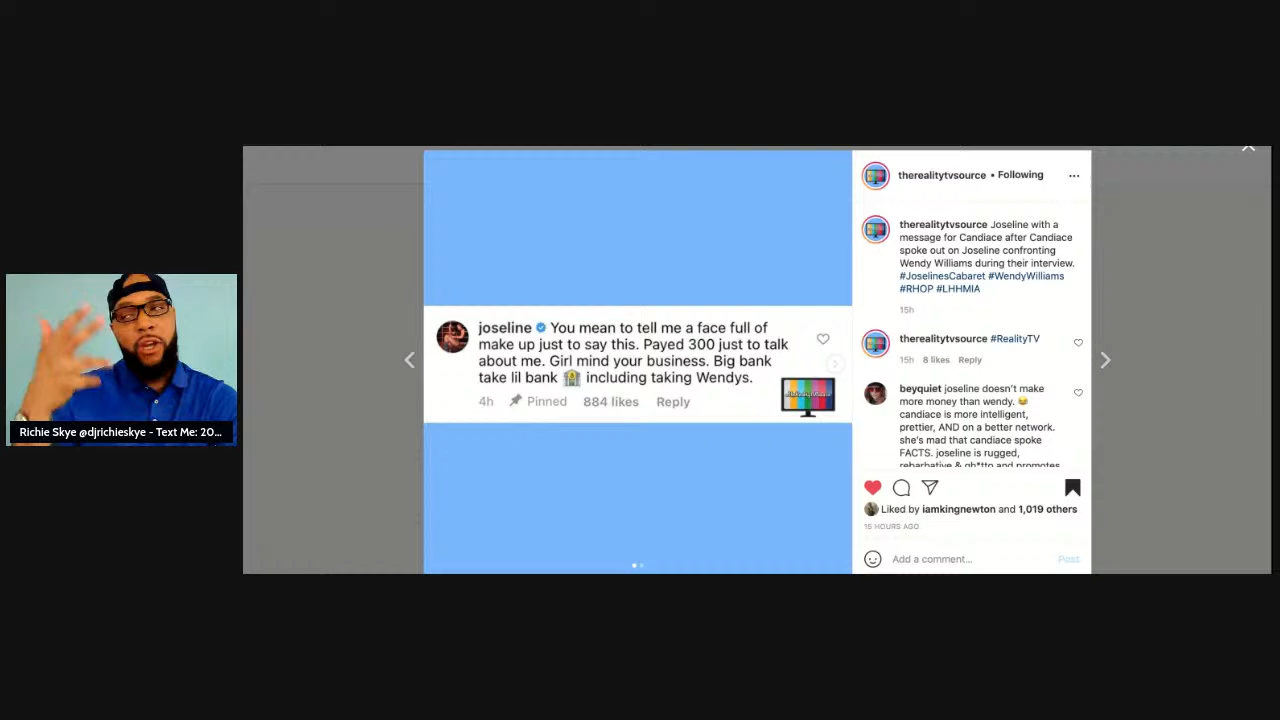 Richie Skye @djrichieskye - Text Me: 20...
joseline You mean to tell me a face full of
make up just to say this. Payed 300 just to talk
about me. Girl mind your business. Big bank
take lil bank 🏦 including taking Wendys.
4h Pinned 884 likes Reply
therealitytvsource • Following
therealitytvsource Joseline with a
message for Candiace after Candiace
spoke out on Joseline confronting
Wendy Williams during their interview.
#JoselinesCabaret #WendyWilliams
#RHOP #LHHMIA
15h
therealitytvsource #RealityTV
15h 8 likes Reply
beyquiet joseline doesn't make
more money than wendy. 😂
candiace is more intelligent,
prettier, AND on a better network.
she's mad that candiace spoke
FACTS. joseline is rugged,
rebarbative & gh*tto and promotes
Liked by iamkingnewton and 1,019 others
15 HOURS AGO
Add a comment...
Post